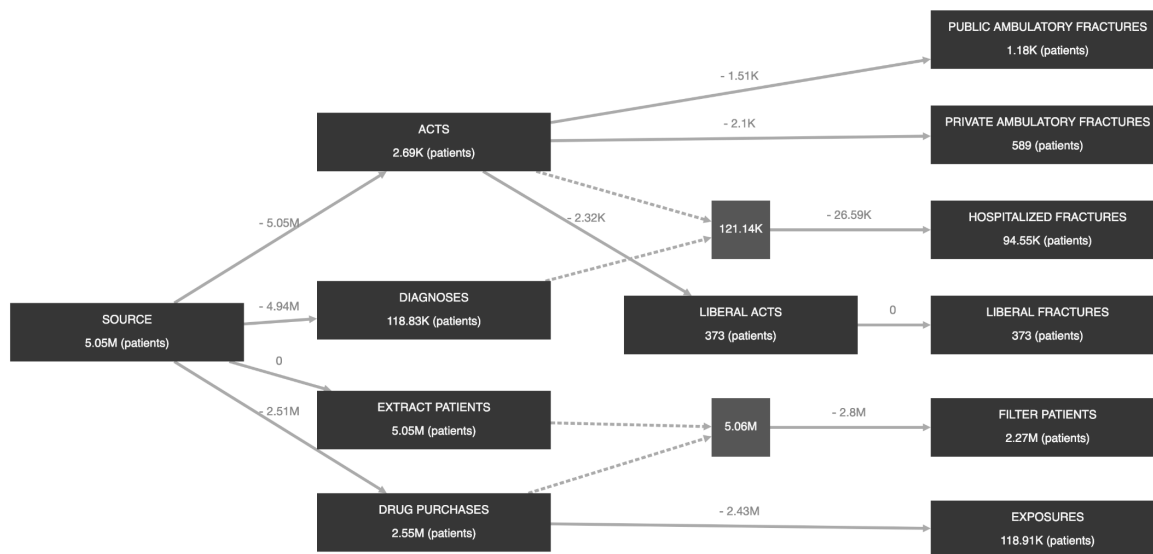 PUBLIC AMBULATORY FRACTURES
1.18K (patients)
- 1.51K
ACTS
2.69K (patients)
- 2.1K
PRIVATE AMBULATORY FRACTURES
589 (patients)
- 5.05M
- 2.32K
121.14K
- 26.59K
HOSPITALIZED FRACTURES
94.55K (patients)
SOURCE
5.05M (patients)
- 4.94M
DIAGNOSES
118.83K (patients)
LIBERAL ACTS
373 (patients)
0
LIBERAL FRACTURES
373 (patients)
0
- 2.51M
EXTRACT PATIENTS
5.05M (patients)
5.06M
- 2.8M
FILTER PATIENTS
2.27M (patients)
DRUG PURCHASES
2.55M (patients)
- 2.43M
EXPOSURES
118.91K (patients)